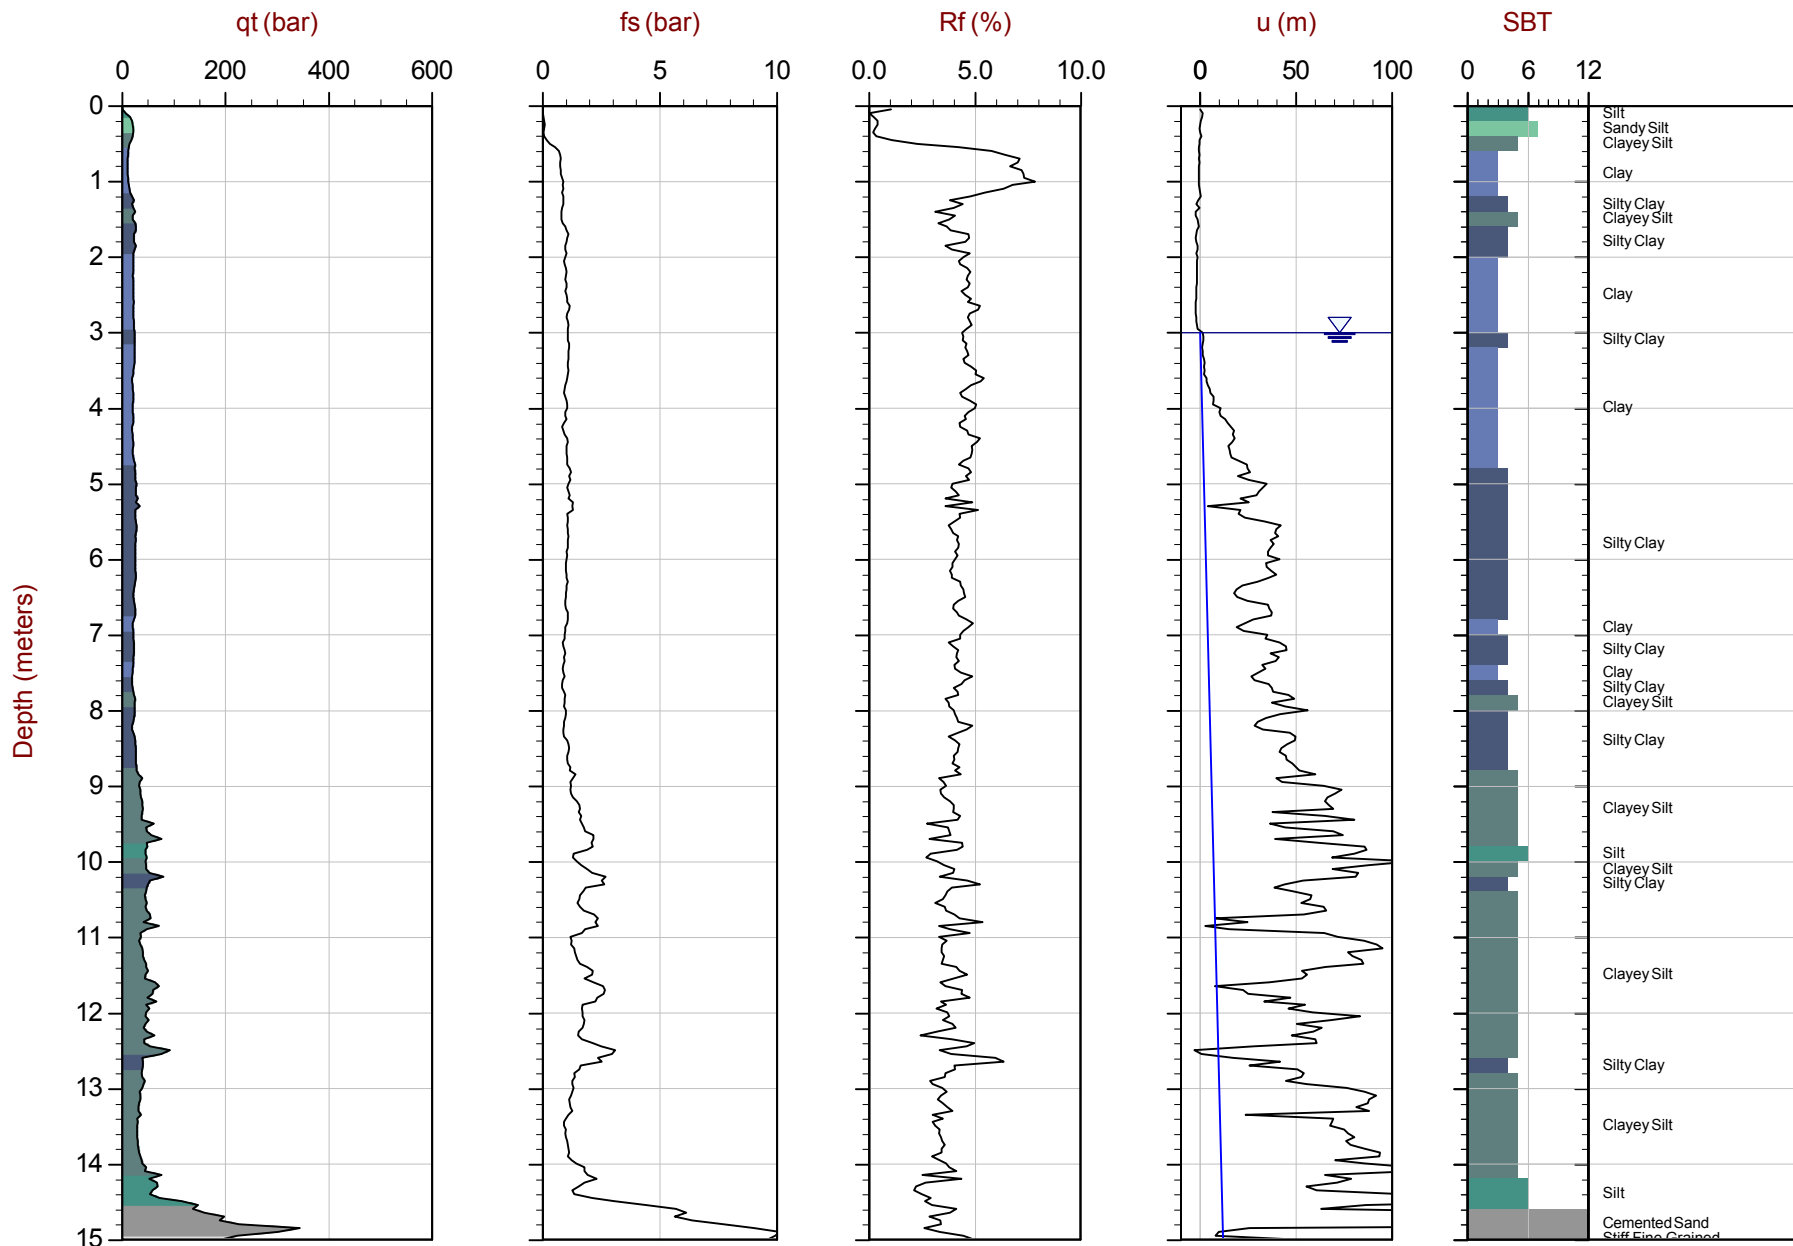 qt (bar)
fs (bar)
Rf (%)
u (m)
SBT
0 200 400 600
0 5 10
0.0 5.0 10.0
0 50 100
0 6 12
Depth (meters)
0
1
2
3
4
5
6
7
8
9
10
11
12
13
14
15
Silt
Sandy Silt
Clayey Silt
Clay
Silty Clay
Clayey Silt
Silty Clay
Clay
Silty Clay
Clay
Silty Clay
Clay
Silty Clay
Clay
Silty Clay
Clayey Silt
Silty Clay
Clayey Silt
Silt
Clayey Silt
Silty Clay
Clayey Silt
Silty Clay
Clayey Silt
Silt
Cemented Sand
Stiff Fine Grained